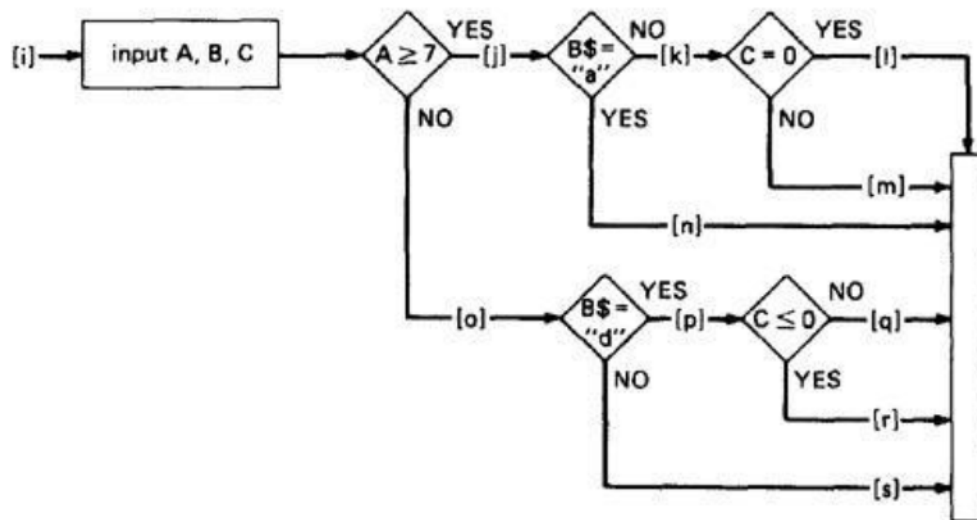 [i] input A, B, C A ≥ 7 YES [j] B$ = "a" NO [k] C = 0 YES [l]
NO YES NO
[m]
[n]
[o] B$ = "d" YES [p] C ≤ 0 NO [q]
NO YES
[r]
[s]